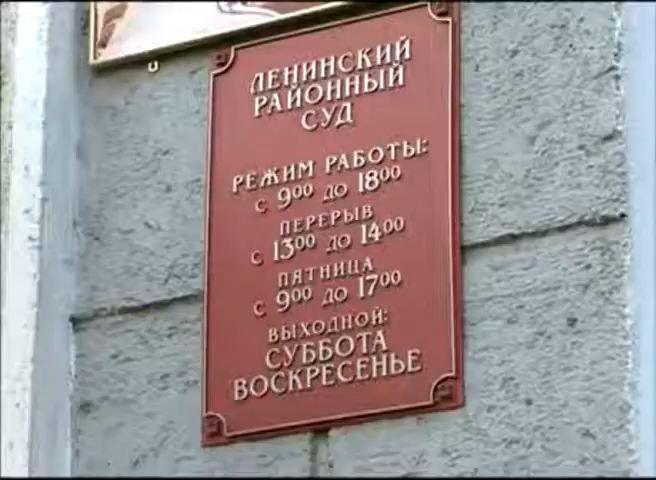 ЛЕНИНСКИЙ
РАЙОННЫЙ
СУД
РЕЖИМ РАБОТЫ:
С 9⁰⁰ ДО 18⁰⁰
ПЕРЕРЫВ
С 13⁰⁰ ДО 14⁰⁰
ПЯТНИЦА
С 9⁰⁰ ДО 17⁰⁰
ВЫХОДНОЙ:
СУББОТА
ВОСКРЕСЕНЬЕ